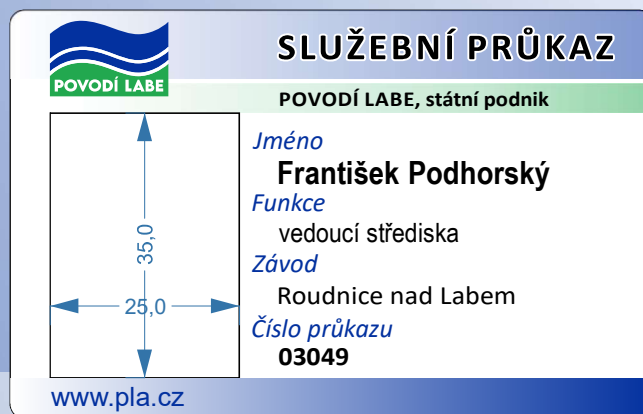 SLUŽEBNÍ PRŮKAZ
POVODÍ LABE
POVODÍ LABE, státní podnik
Jméno
František Podhorský
Funkce
vedoucí střediska
Závod
Roudnice nad Labem
Číslo průkazu
03049
35,0
25,0
www.pla.cz